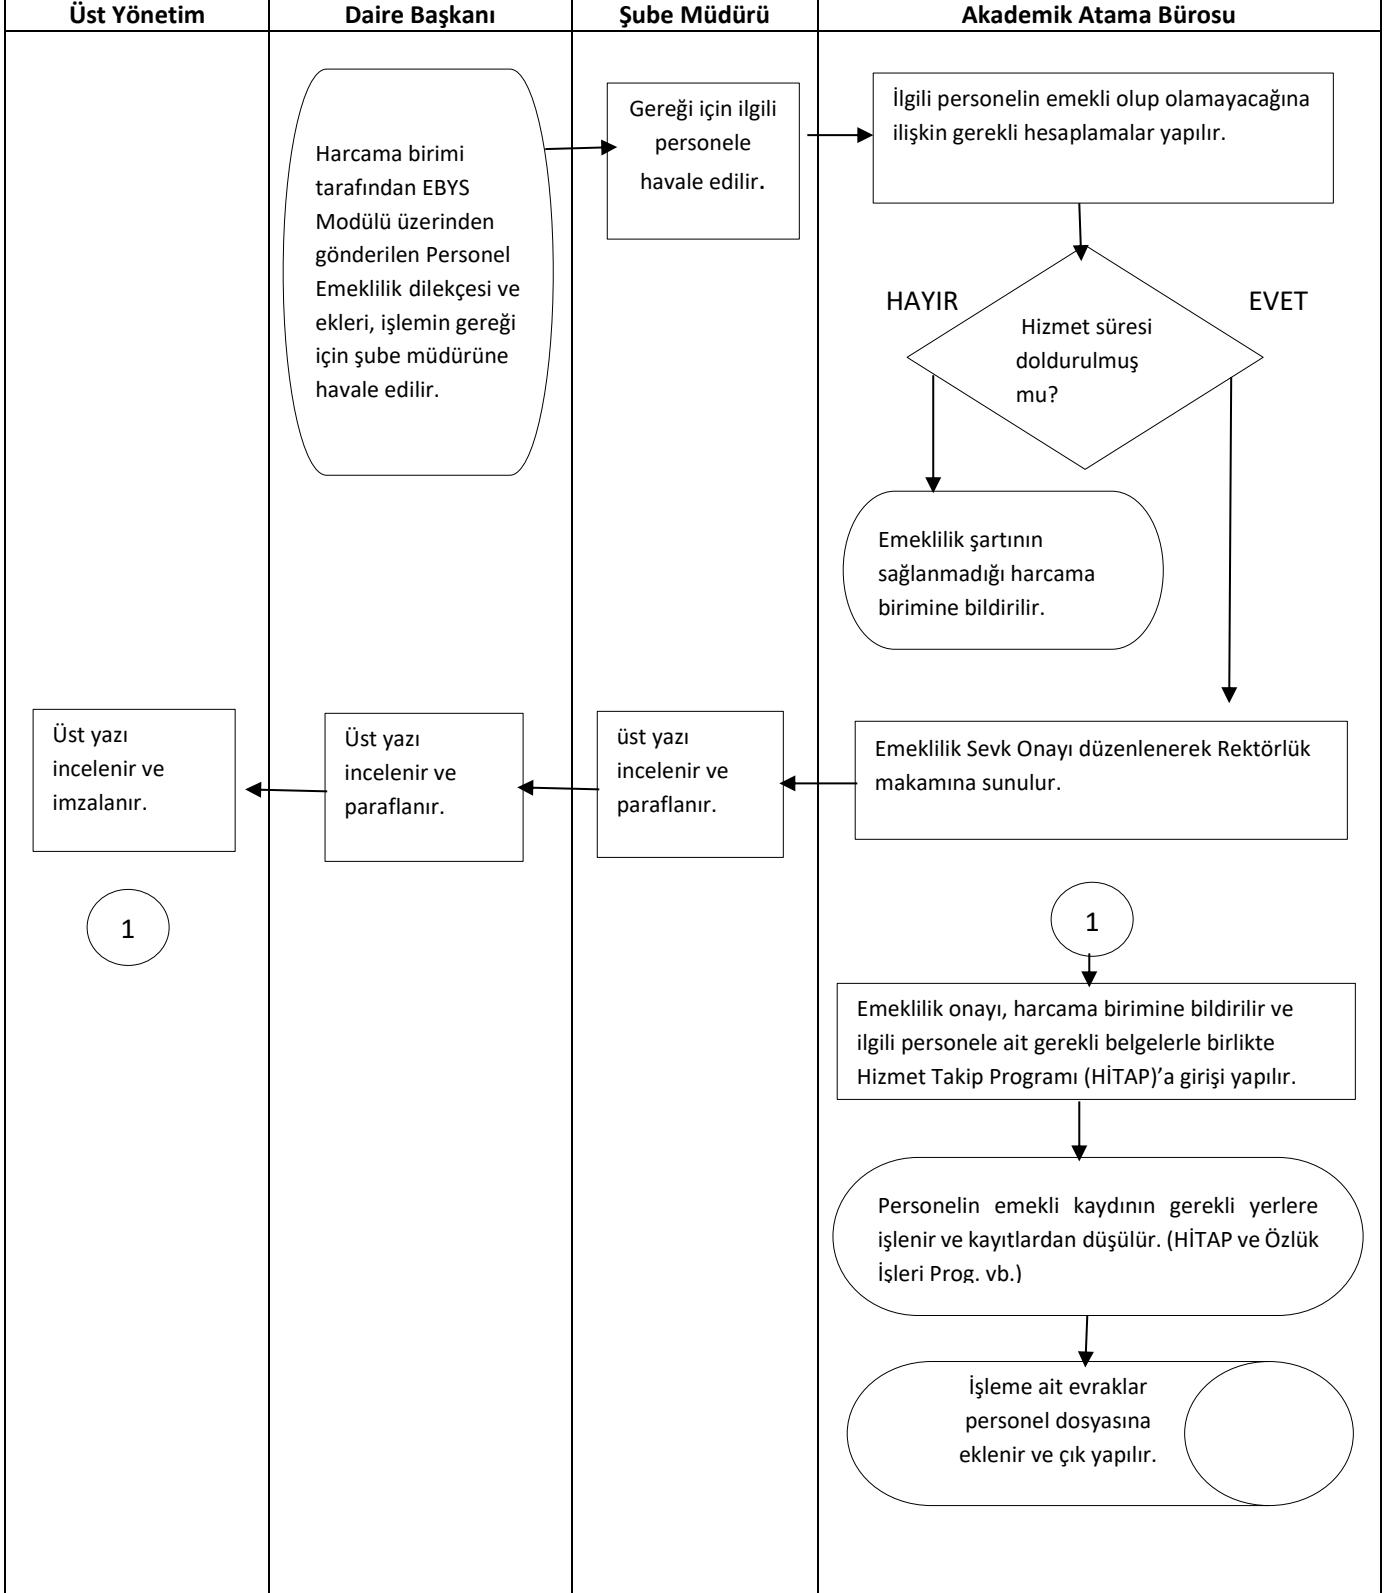 Üst Yönetim
Daire Başkanı
Şube Müdürü
Akademik Atama Bürosu
Harcama birimi
tarafından EBYS
Modülü üzerinden
gönderilen Personel
Emeklilik dilekçesi ve
ekleri, işlemin gereği
için şube müdürüne
havale edilir.
Gereği için ilgili
personele
havale edilir.
İlgili personelin emekli olup olamayacağına
ilişkin gerekli hesaplamalar yapılır.
HAYIR
EVET
Hizmet süresi
doldurulmuş
mu?
Emeklilik şartının
sağlanmadığı harcama
birimine bildirilir.
Emeklilik Sevk Onayı düzenlenerek Rektörlük
makamına sunulur.
üst yazı
incelenir ve
paraflanır.
Üst yazı
incelenir ve
paraflanır.
Üst yazı
incelenir ve
imzalanır.
1
1
Emeklilik onayı, harcama birimine bildirilir ve
ilgili personele ait gerekli belgelerle birlikte
Hizmet Takip Programı (HİTAP)’a girişi yapılır.
Personelin emekli kaydının gerekli yerlere
işlenir ve kayıtlardan düşülür. (HİTAP ve Özlük
İşleri Prog. vb.)
İşleme ait evraklar
personel dosyasına
eklenir ve çık yapılır.